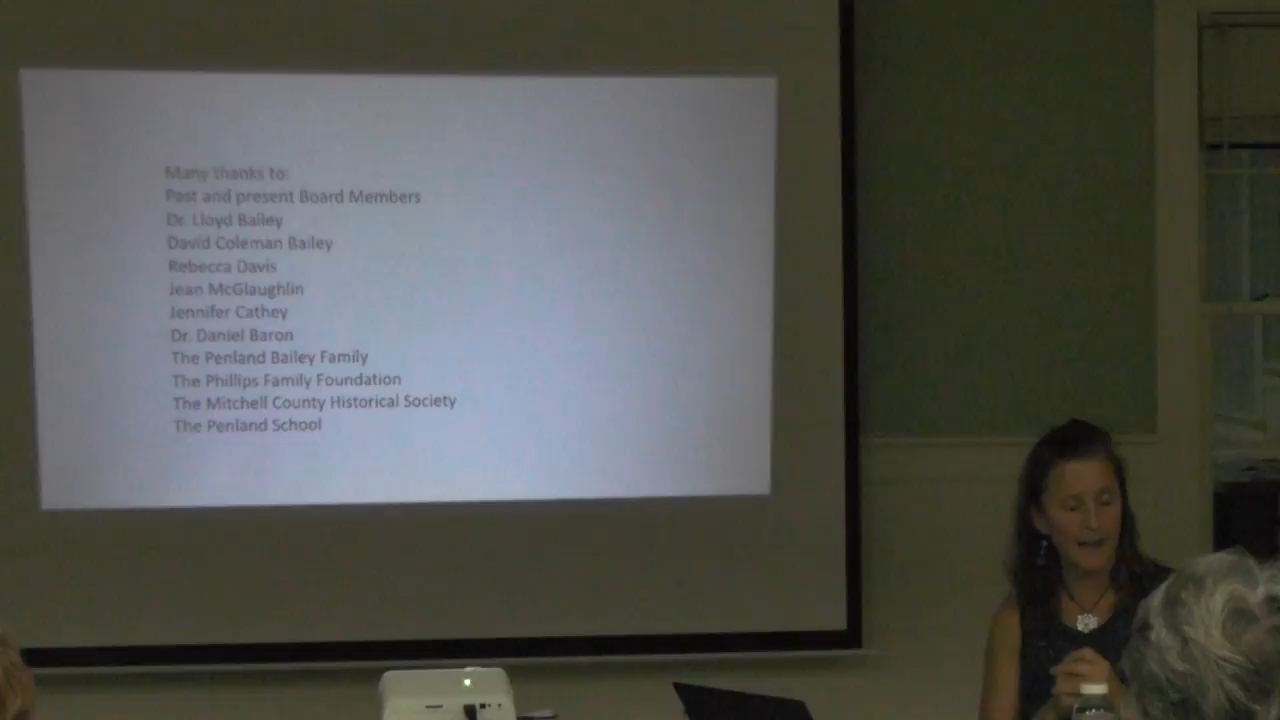 Many thanks to:
Past and present Board Members
Dr. Lloyd Bailey
David Coleman Bailey
Rebecca Davis
Jean McGlaughlin
Jennifer Cathey
Dr. Daniel Baron
The Penland Bailey Family
The Phillips Family Foundation
The Mitchell County Historical Society
The Penland School